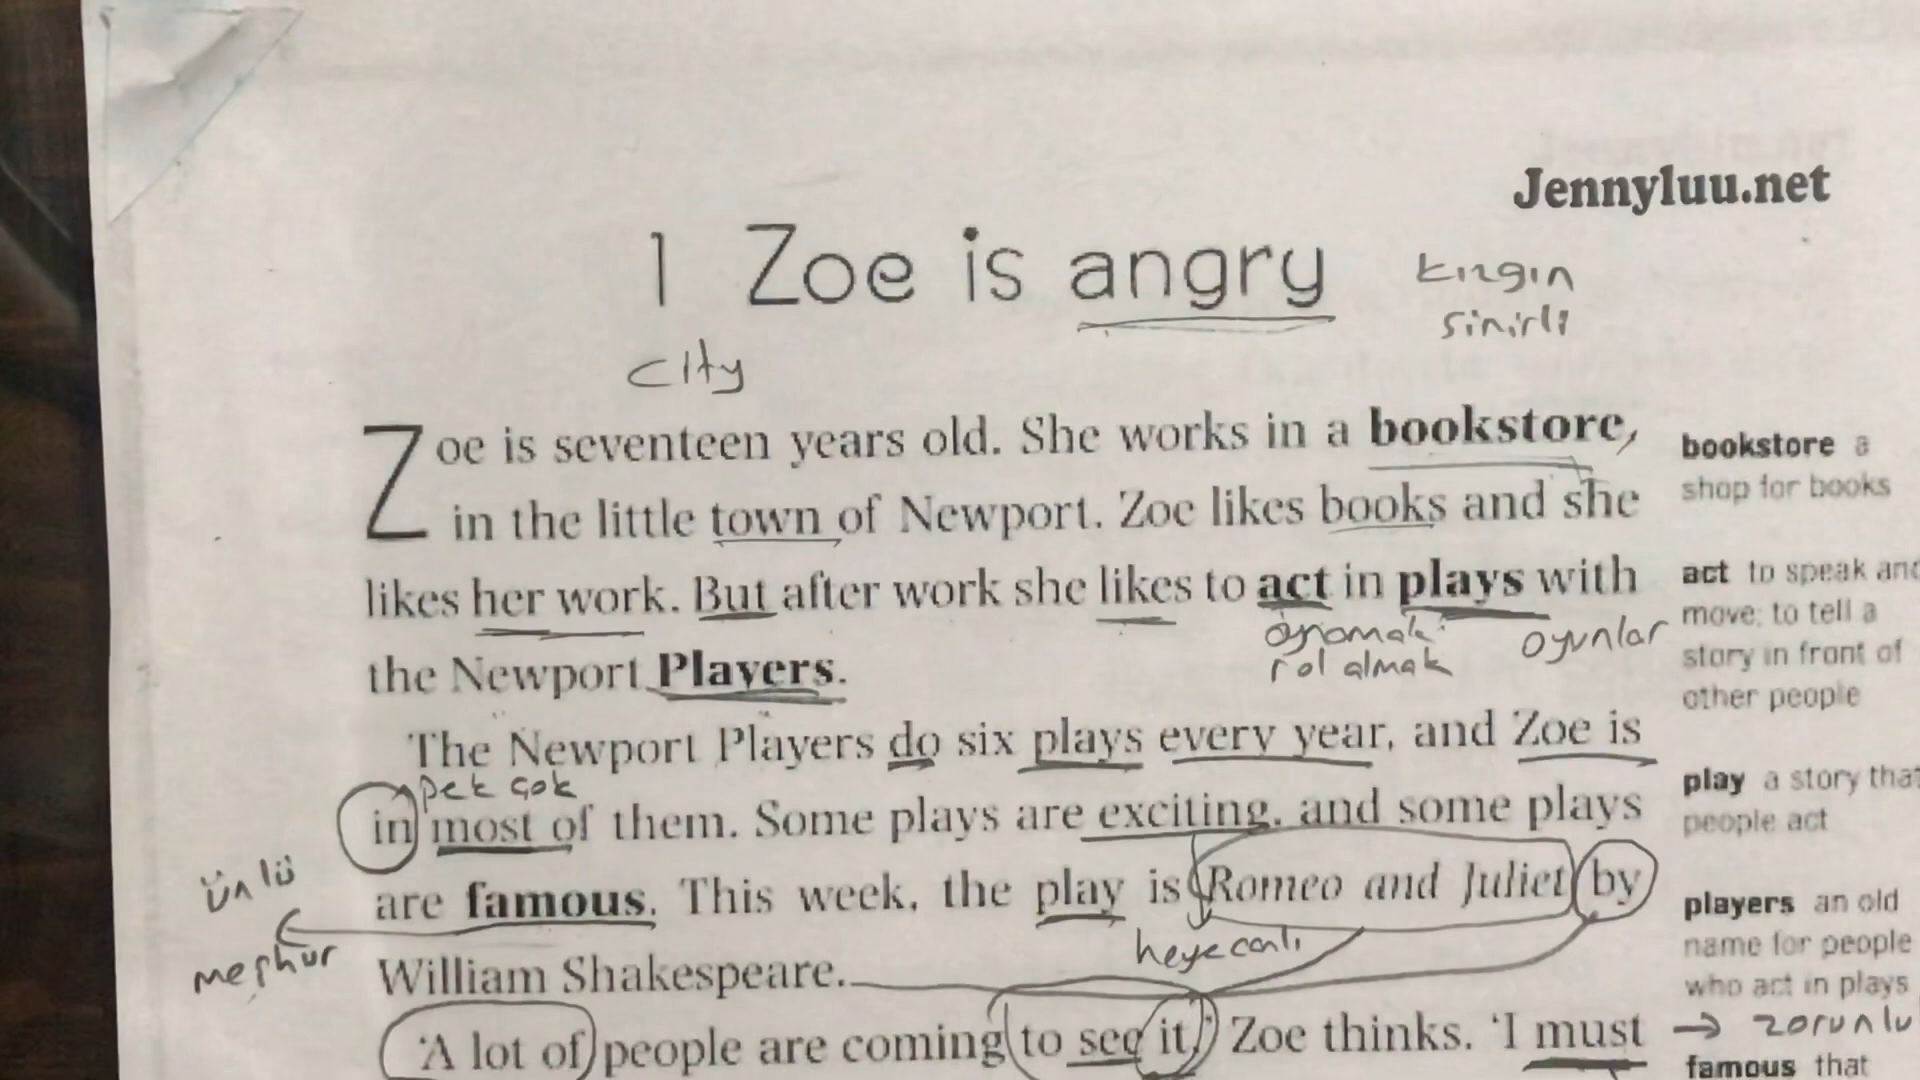 Jennyluu.net
1 Zoe is angry
kızgın
sinirli
city
Zoe is seventeen years old. She works in a bookstore,
in the little town of Newport. Zoe likes books and she
likes her work. But after work she likes to act in plays with
oynamak
oyunlar
rol almak
the Newport Players.
The Newport Players do six plays every year, and Zoe is
pek çok
in most of them. Some plays are exciting, and some plays
ünlü
are famous. This week, the play is Romeo and Juliet by
meşhur
heyecanlı
William Shakespeare.
'A lot of people are coming to see it,' Zoe thinks. 'I must
bookstore a
shop for books
act to speak and
move; to tell a
story in front of
other people
play a story that
people act
players an old
name for people
who act in plays
→ zorunlu
famous that